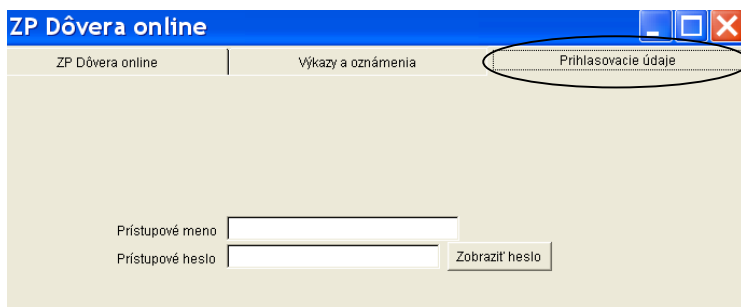 ZP Dôvera online
ZP Dôvera online Výkazy a oznámenia Prihlasovacie údaje
Prístupové meno
Prístupové heslo Zobraziť heslo